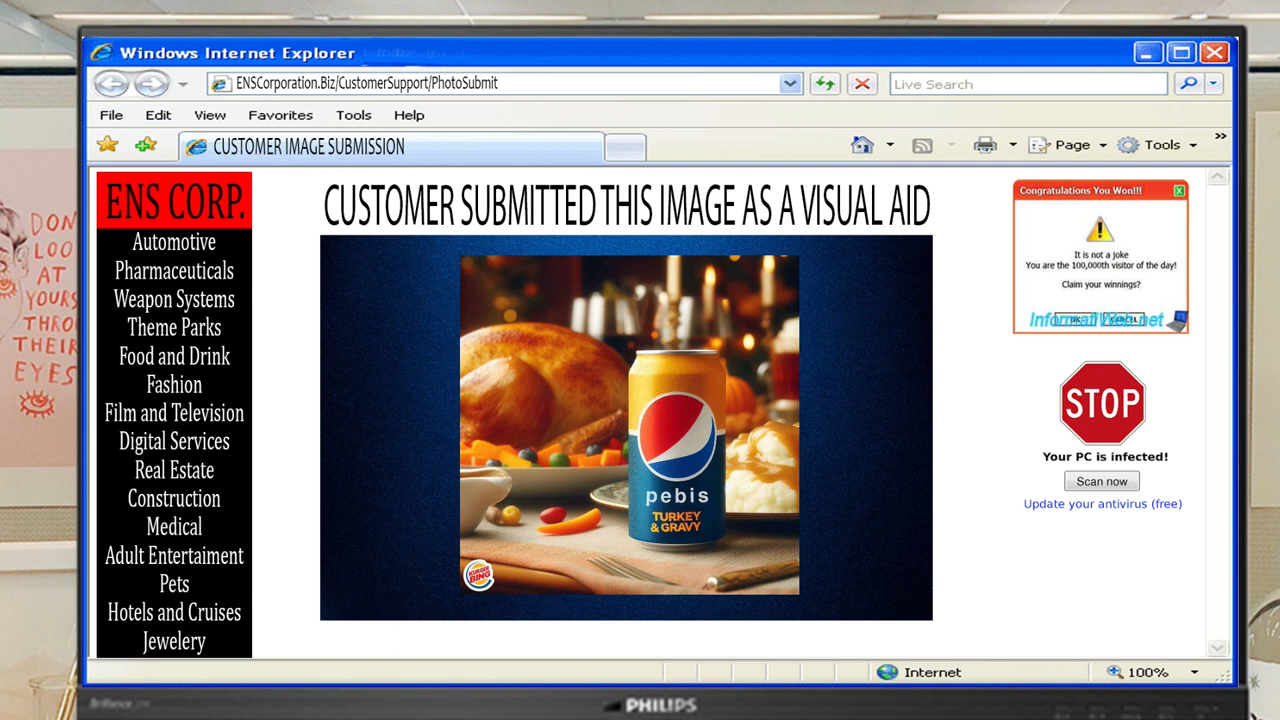 Windows Internet Explorer
ENSCorporation.Biz/CustomerSupport/PhotoSubmit
Live Search
File Edit View Favorites Tools Help
CUSTOMER IMAGE SUBMISSION
Page Tools
ENS CORP.
Automotive
Pharmaceuticals
Weapon Systems
Theme Parks
Food and Drink
Fashion
Film and Television
Digital Services
Real Estate
Construction
Medical
Adult Entertaiment
Pets
Hotels and Cruises
Jewelery
CUSTOMER SUBMITTED THIS IMAGE AS A VISUAL AID
pebis
TURKEY
& GRAVY
KURGER
BING
Congratulations You Won!!!
It is not a joke
You are the 100,000th visitor of the day!
Claim your winnings?
STOP
Your PC is infected!
Scan now
Update your antivirus (free)
Internet
100%
PHILIPS
DON
LOO
AT
YOURS
THRO
THEIR
EYES